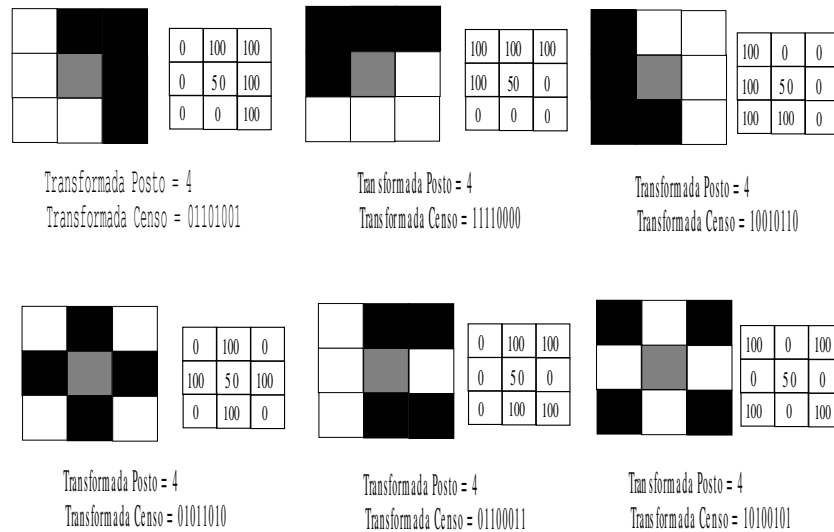 0 100 100
0 50 100
0 0 100
100 100 100
100 50 0
0 0 0
100 0 0
100 50 0
100 100 0
Transformada Posto = 4
Transformada Censo = 01101001
Transformada Posto = 4
Transformada Censo = 11110000
Transformada Posto = 4
Transformada Censo = 10010110
0 100 0
100 50 100
0 100 0
0 100 100
0 50 0
0 100 100
100 0 100
0 50 0
100 0 100
Transformada Posto = 4
Transformada Censo = 01011010
Transformada Posto = 4
Transformada Censo = 01100011
Transformada Posto = 4
Transformada Censo = 10100101